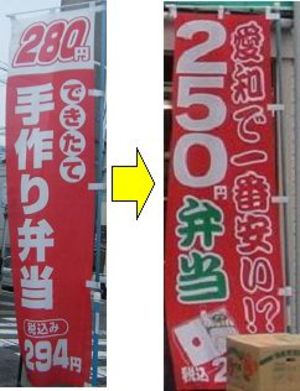 280円
できたて
手作り弁当
税込み
294円
愛知で一番安い!?
250円
弁当
税込